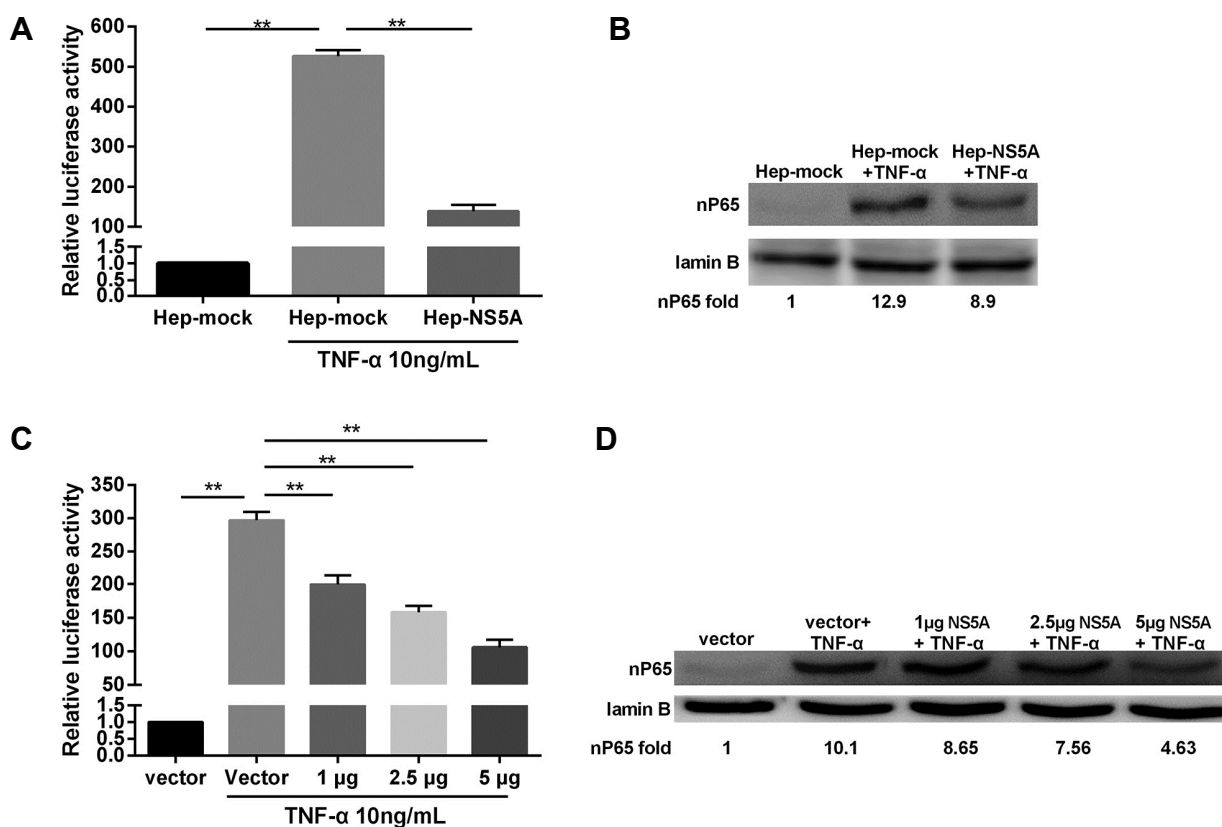 A
Relative luciferase activity
600
500
400
300
200
100
1.5
1.0
0.5
0.0
** **
Hep-mock Hep-mock Hep-NS5A
TNF-α 10ng/mL
B
Hep-mock Hep-mock +TNF-α Hep-NS5A +TNF-α
nP65
lamin B
nP65 fold 1 12.9 8.9
C
Relative luciferase activity
350
300
250
200
150
100
50
1.5
1.0
0.5
0.0
**
**
** **
vector Vector 1 µg 2.5 µg 5 µg
TNF-α 10ng/mL
D
vector vector+ TNF-α 1µg NS5A + TNF-α 2.5µg NS5A + TNF-α 5µg NS5A + TNF-α
nP65
lamin B
nP65 fold 1 10.1 8.65 7.56 4.63